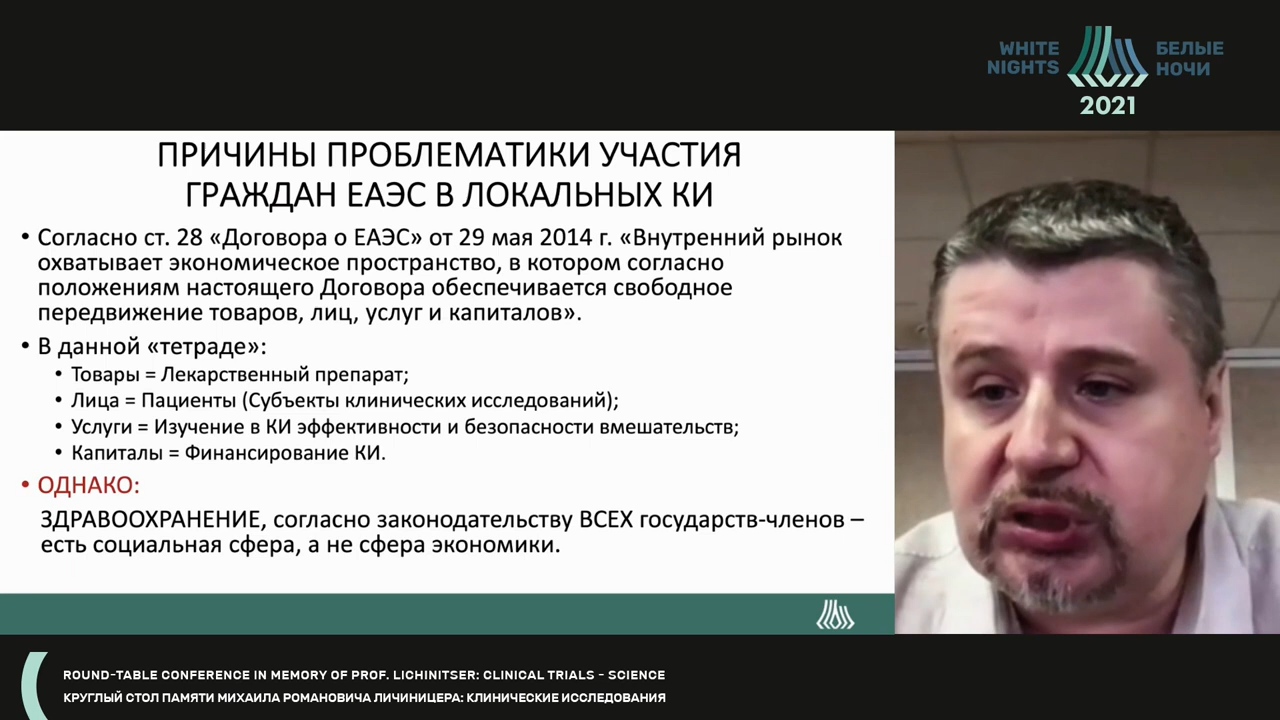 WHITE
NIGHTS
БЕЛЫЕ
НОЧИ
2021
ПРИЧИНЫ ПРОБЛЕМАТИКИ УЧАСТИЯ
ГРАЖДАН ЕАЭС В ЛОКАЛЬНЫХ КИ
• Согласно ст. 28 «Договора о ЕАЭС» от 29 мая 2014 г. «Внутренний рынок
охватывает экономическое пространство, в котором согласно
положениям настоящего Договора обеспечивается свободное
передвижение товаров, лиц, услуг и капиталов».
• В данной «тетраде»:
• Товары = Лекарственный препарат;
• Лица = Пациенты (Субъекты клинических исследований);
• Услуги = Изучение в КИ эффективности и безопасности вмешательств;
• Капиталы = Финансирование КИ.
• ОДНАКО:
ЗДРАВООХРАНЕНИЕ, согласно законодательству ВСЕХ государств-членов –
есть социальная сфера, а не сфера экономики.
ROUND-TABLE CONFERENCE IN MEMORY OF PROF. LICHINITSER: CLINICAL TRIALS - SCIENCE
КРУГЛЫЙ СТОЛ ПАМЯТИ МИХАИЛА РОМАНОВИЧА ЛИЧИНИЦЕРА: КЛИНИЧЕСКИЕ ИССЛЕДОВАНИЯ